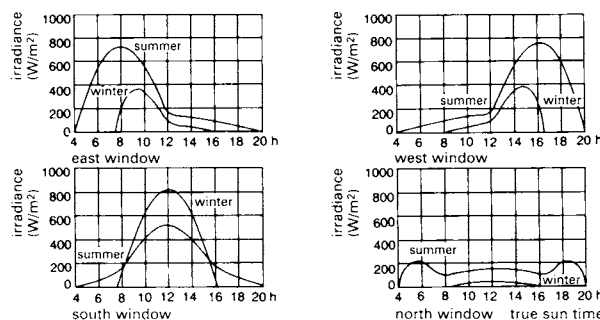 irradiance
(W/m²)
1000
800
600
400
200
0
summer
winter
4 6 8 10 12 14 16 18 20 h
east window
irradiance
(W/m²)
1000
800
600
400
200
0
summer
winter
4 6 8 10 12 14 16 18 20 h
west window
irradiance
(W/m²)
1000
800
600
400
200
0
winter
summer
4 6 8 10 12 14 16 18 20 h
south window
irradiance
(W/m²)
1000
800
600
400
200
0
summer
winter
4 6 8 10 12 14 16 18 20 h
north window true sun time